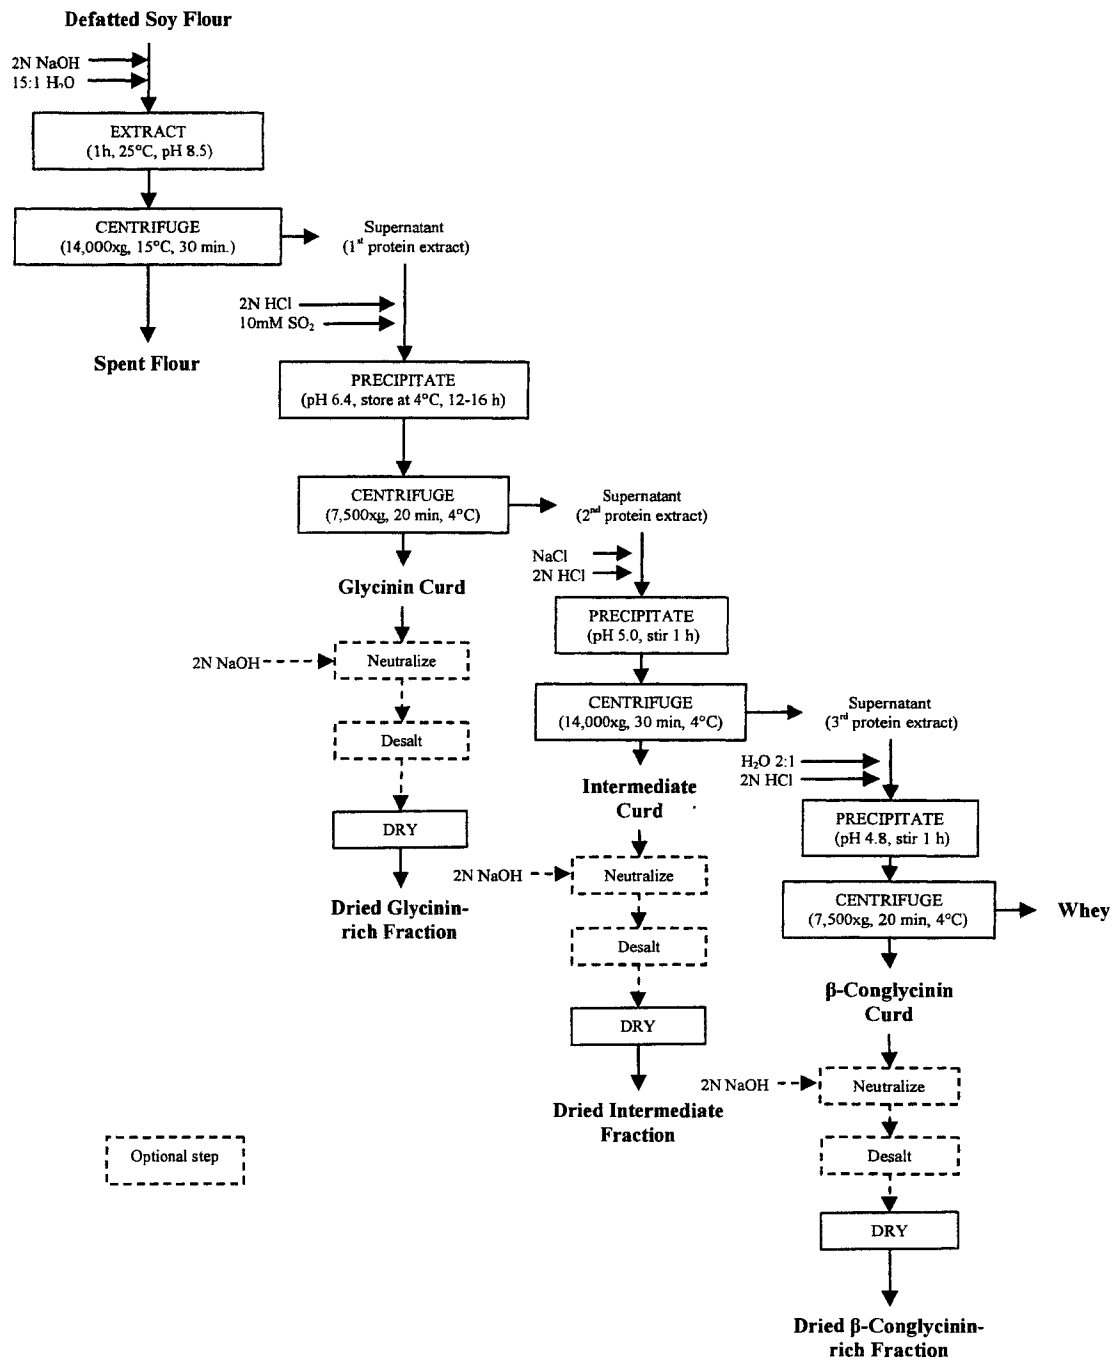 Defatted Soy Flour
2N NaOH
15:1 H₂O
EXTRACT
(1h, 25°C, pH 8.5)
CENTRIFUGE
(14,000xg, 15°C, 30 min.)
Supernatant
(1st protein extract)
2N HCl
10mM SO₂
Spent Flour
PRECIPITATE
(pH 6.4, store at 4°C, 12-16 h)
CENTRIFUGE
(7,500xg, 20 min, 4°C)
Supernatant
(2nd protein extract)
NaCl
2N HCl
Glycinin Curd
PRECIPITATE
(pH 5.0, stir 1 h)
2N NaOH
Neutralize
CENTRIFUGE
(14,000xg, 30 min, 4°C)
Supernatant
(3rd protein extract)
Desalt
H₂O 2:1
2N HCl
Intermediate
Curd
DRY
PRECIPITATE
(pH 4.8, stir 1 h)
2N NaOH
Neutralize
Dried Glycinin-
rich Fraction
CENTRIFUGE
(7,500xg, 20 min, 4°C)
Whey
Desalt
β-Conglycinin
Curd
DRY
2N NaOH
Neutralize
Dried Intermediate
Fraction
Optional step
Desalt
DRY
Dried β-Conglycinin-
rich Fraction